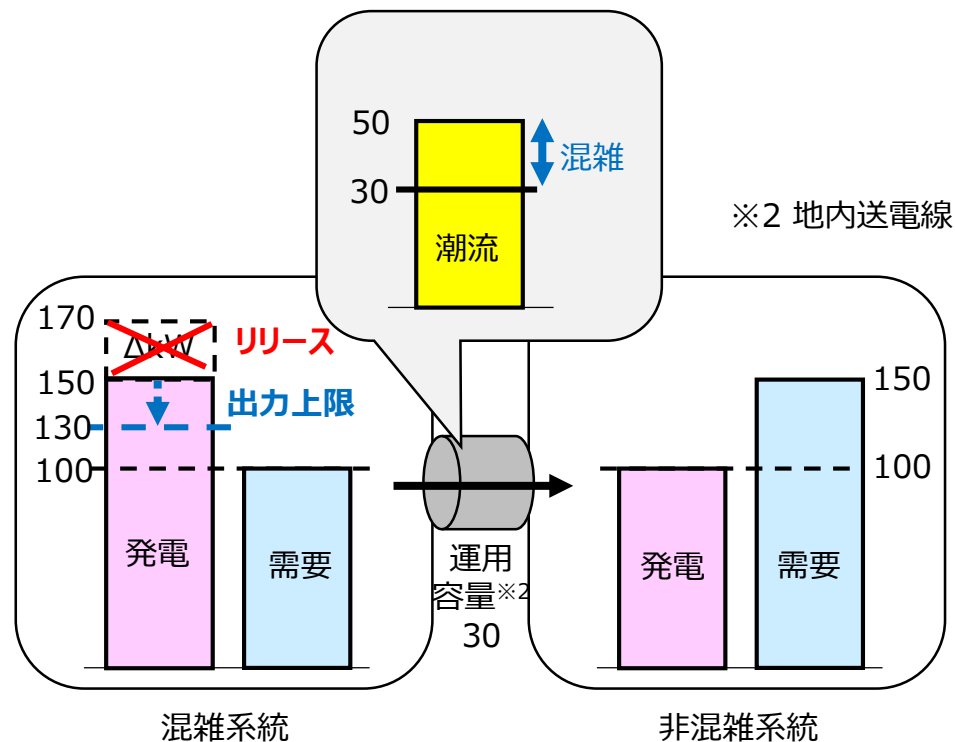 50
混雑
30
潮流
※2 地内送電線
170
ΔkW
リリース
150
出力上限
130
100
発電
需要
運用
容量※2
30
150
100
発電
需要
混雑系統
非混雑系統